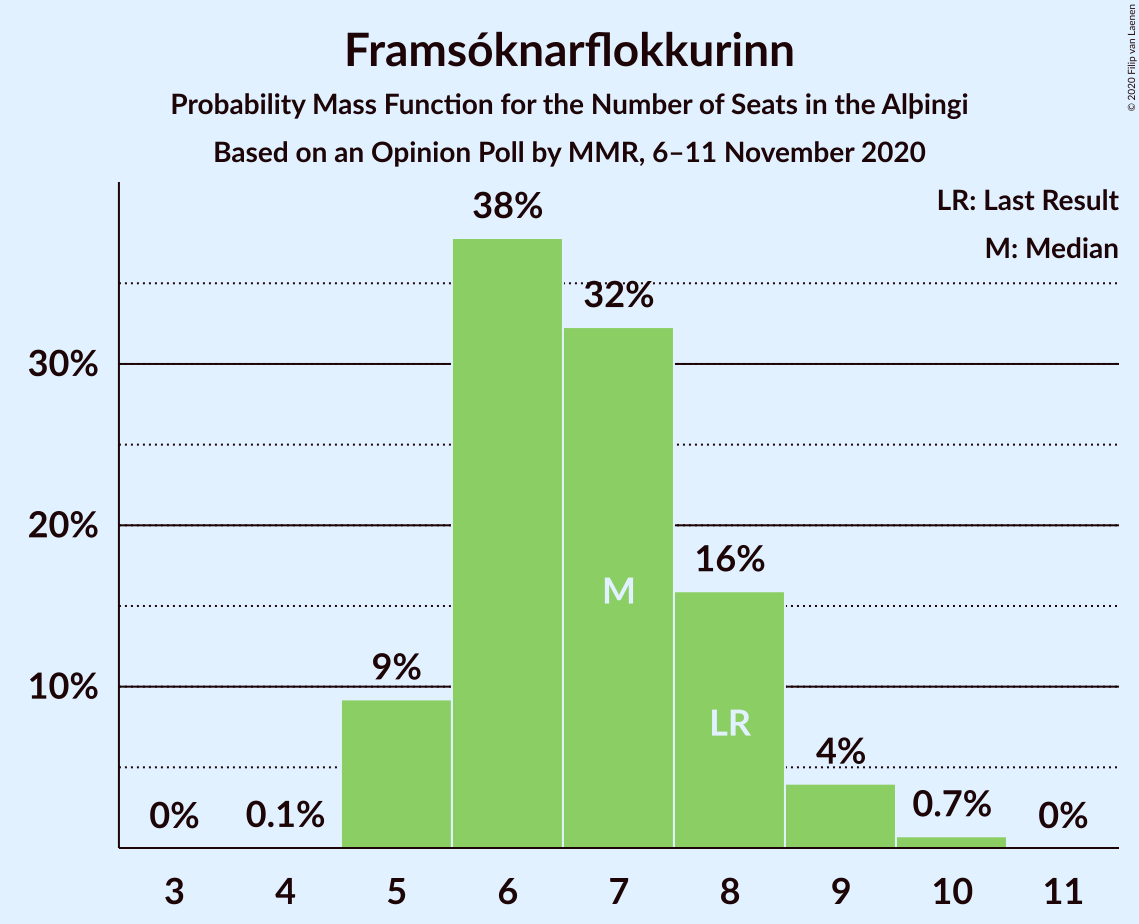 Framsóknarflokkurinn
Probability Mass Function for the Number of Seats in the Alþingi
Based on an Opinion Poll by MMR, 6–11 November 2020
© 2020 Filip van Laenen
LR: Last Result
M: Median
38%
32%
30%
20%
16%
M
9%
10%
LR
4%
0%
0.1%
0.7%
0%
3 4 5 6 7 8 9 10 11